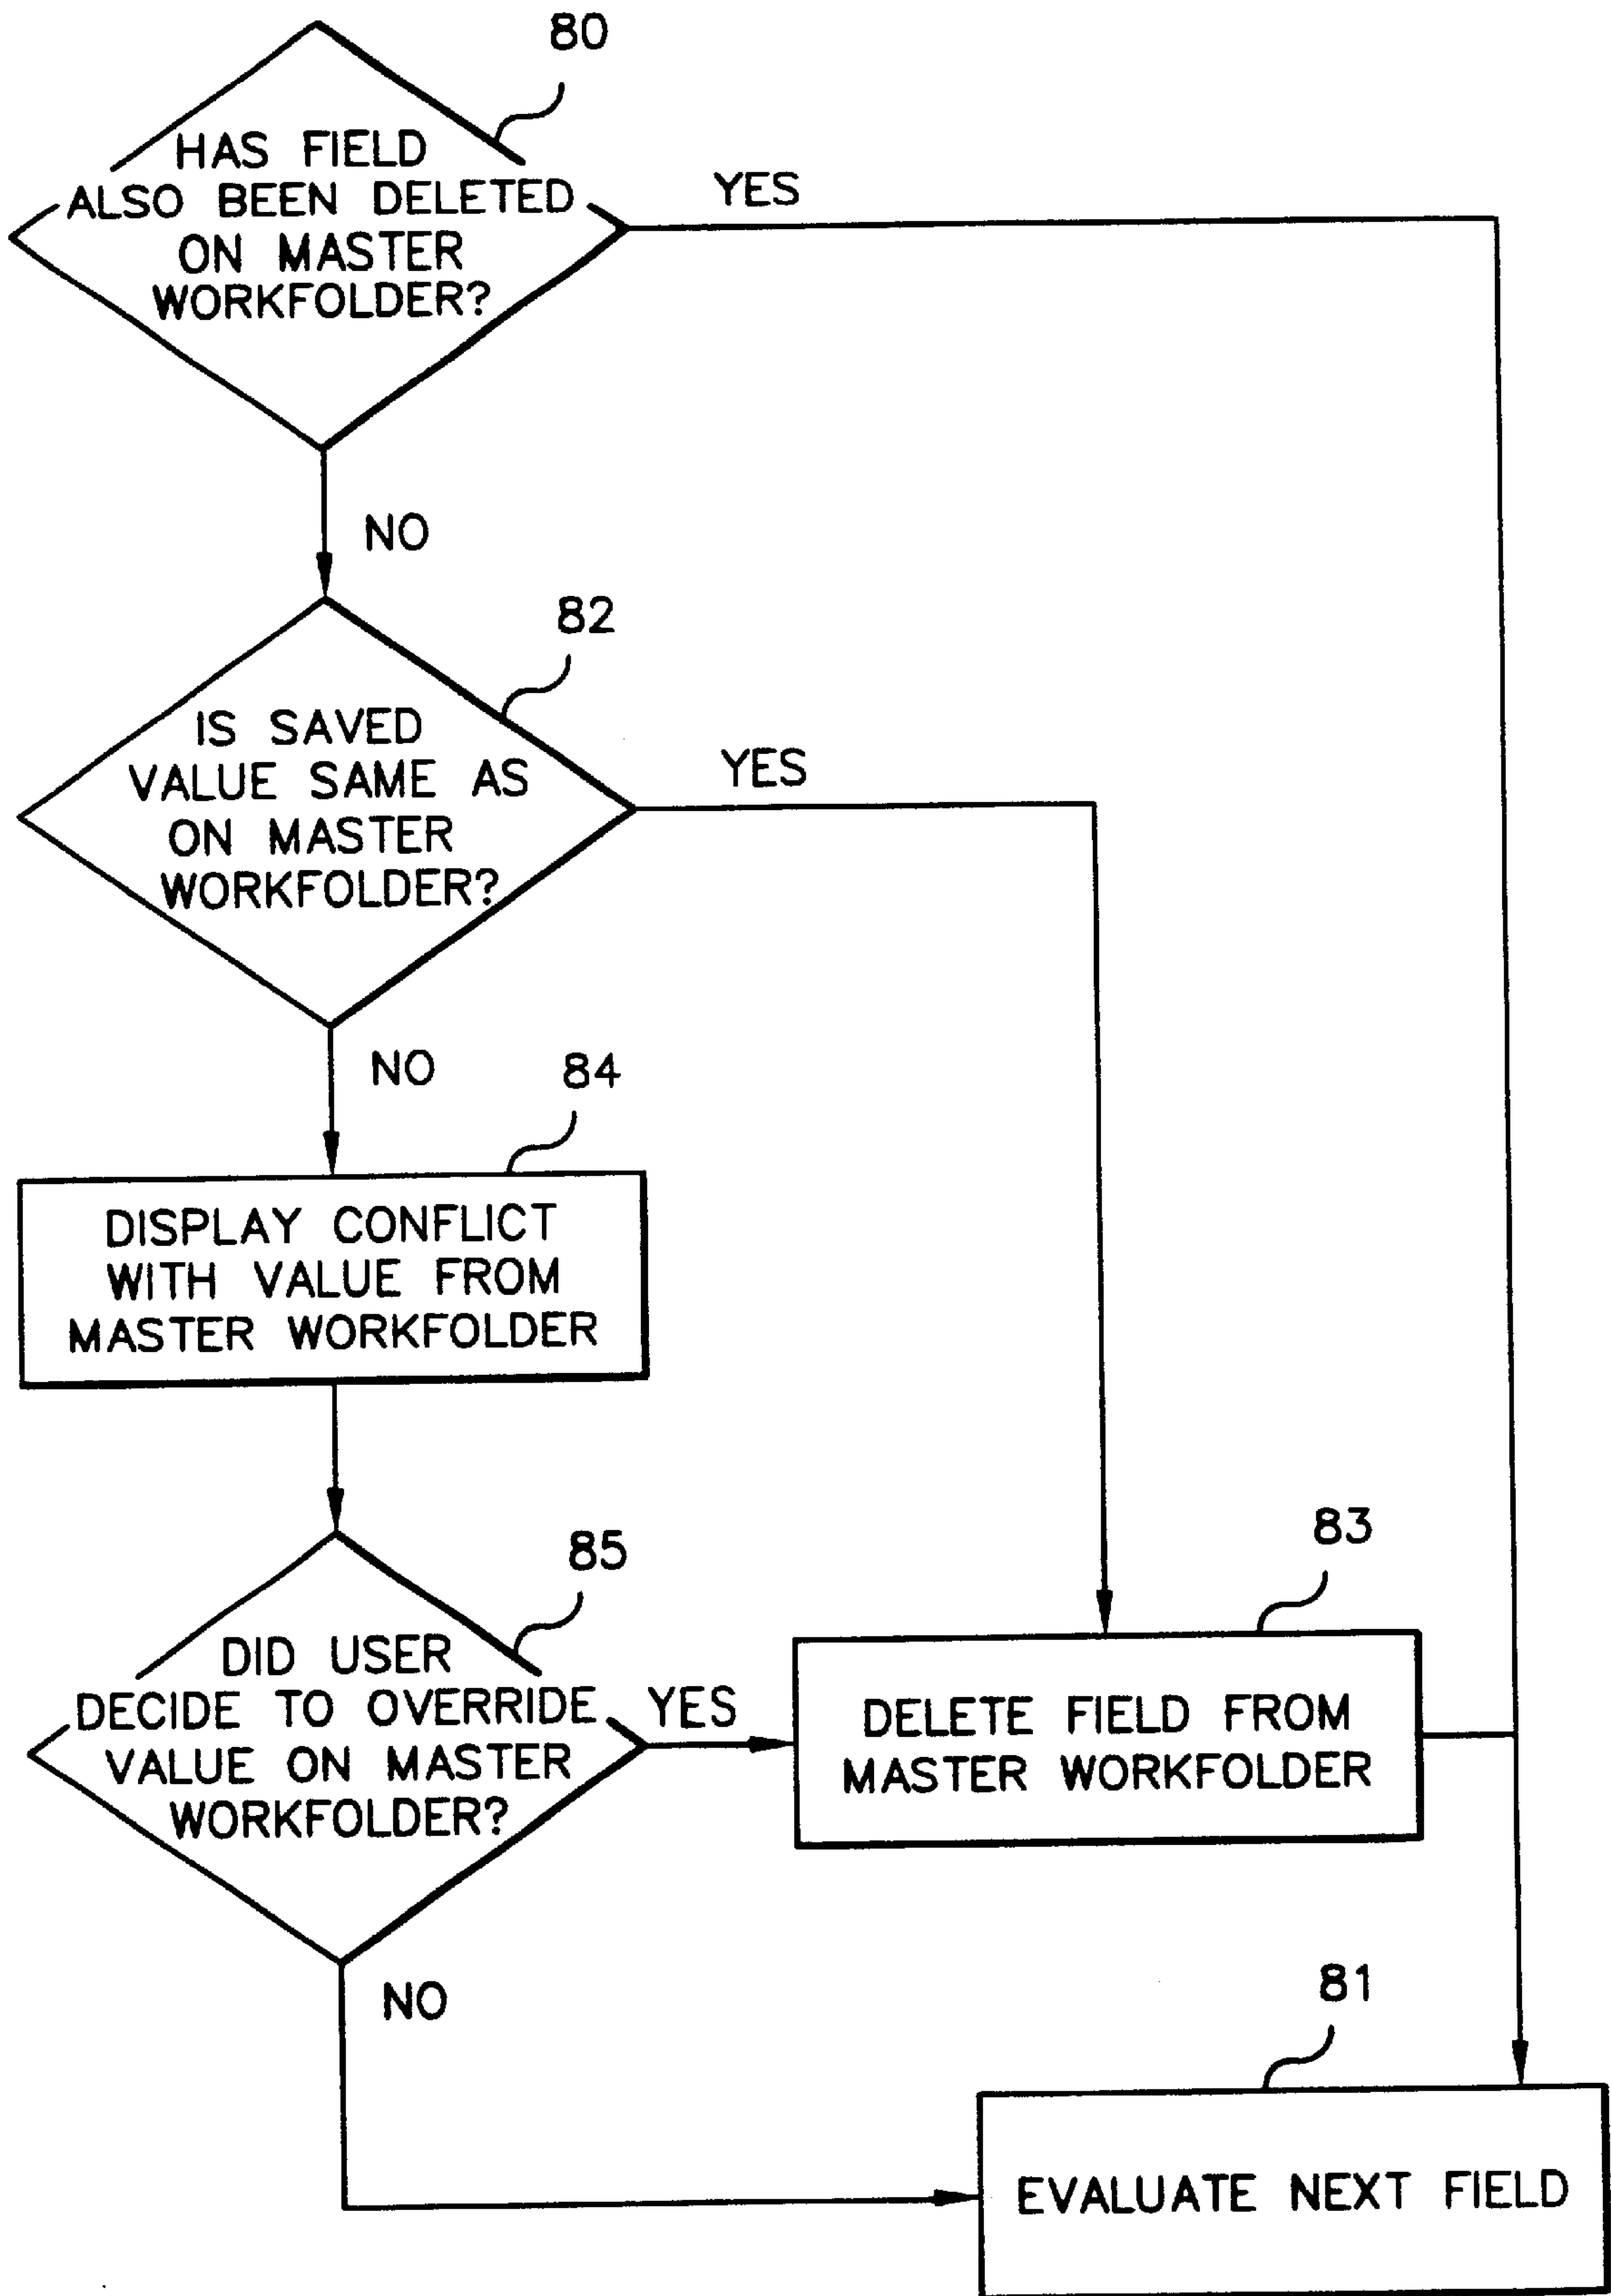 80
HAS FIELD
ALSO BEEN DELETED
ON MASTER
WORKFOLDER?
YES
NO
82
IS SAVED
VALUE SAME AS
ON MASTER
WORKFOLDER?
YES
NO
84
DISPLAY CONFLICT
WITH VALUE FROM
MASTER WORKFOLDER
85
DID USER
DECIDE TO OVERRIDE
VALUE ON MASTER
WORKFOLDER?
YES
NO
83
DELETE FIELD FROM
MASTER WORKFOLDER
81
EVALUATE NEXT FIELD